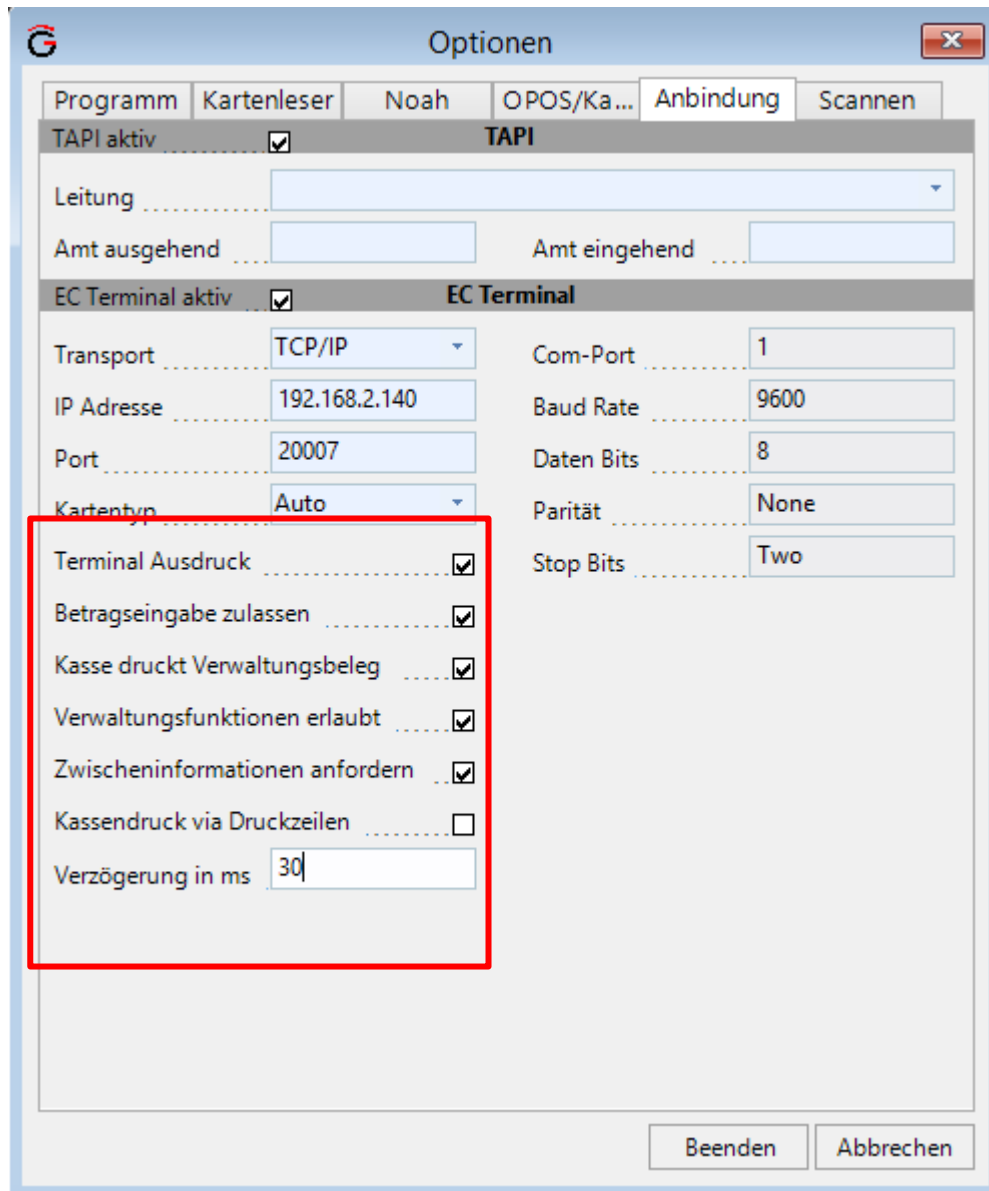 G
Optionen
Programm Kartenleser Noah OPOS/Ka... Anbindung Scannen
TAPI aktiv TAPI
Leitung
Amt ausgehend Amt eingehend
EC Terminal aktiv EC Terminal
Transport TCP/IP Com-Port 1
IP Adresse 192.168.2.140 Baud Rate 9600
Port 20007 Daten Bits 8
Kartentyp Auto Parität None
Terminal Ausdruck Stop Bits Two
Betragseingabe zulassen
Kasse druckt Verwaltungsbeleg
Verwaltungsfunktionen erlaubt
Zwischeninformationen anfordern
Kassendruck via Druckzeilen
Verzögerung in ms 30
Beenden Abbrechen